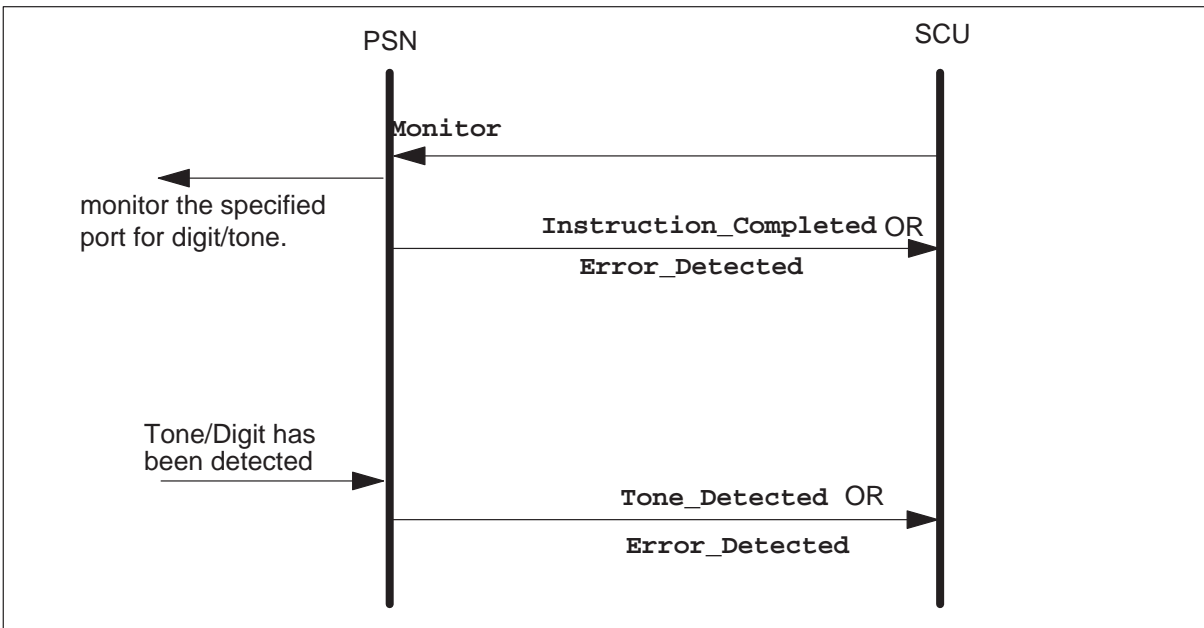 PSN
SCU
Monitor
monitor the specified
port for digit/tone.
Instruction_Completed OR
Error_Detected
Tone/Digit has
been detected
Tone_Detected OR
Error_Detected